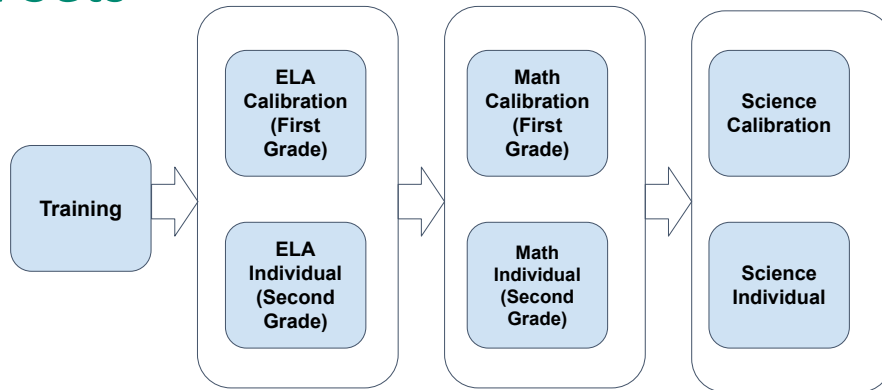 Training
ELA
Calibration
(First
Grade)
ELA
Individual
(Second
Grade)
Math
Calibration
(First
Grade)
Math
Individual
(Second
Grade)
Science
Calibration
Science
Individual